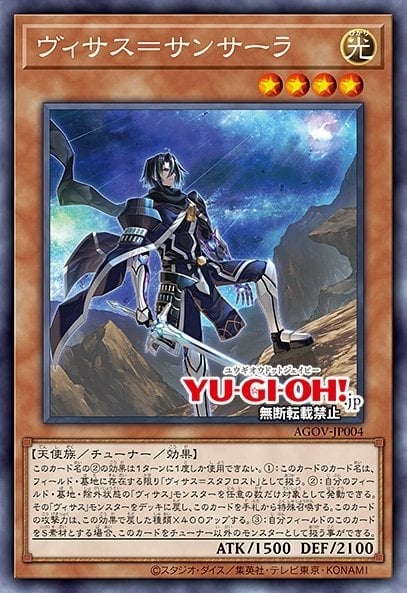 ヴィサス＝サンサーラ
ひかり
光
ユウギオウドットジェイピー
YU-GI-OH!.jp
無断転載禁止
AGOV-JP004
【天使族／チューナー／効果】
このカード名の②の効果は1ターンに1度しか使用できない。①：このカードのカード名は、
フィールド・墓地に存在する限り「ヴィサス＝スタフロスト」として扱う。②：自分のフィール
ド・墓地・除外状態の「ヴィサス」モンスターを任意の数だけ対象として発動できる。
そのモンスターをデッキに戻し、このカードを手札から特殊召喚する。このカード
の攻撃力は、この効果で戻した種類×４００アップする。③：自分フィールドのこのカード
をS素材とする場合、このカードをチューナー以外のモンスターとして扱う事ができる。
ATK/1500 DEF/2100
©スタジオ・ダイス／集英社・テレビ東京・KONAMI